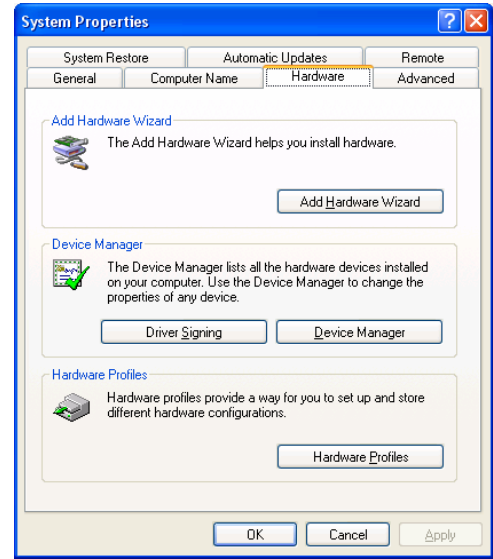 System Properties
System Restore Automatic Updates Remote
General Computer Name Hardware Advanced
Add Hardware Wizard
The Add Hardware Wizard helps you install hardware.
Add Hardware Wizard
Device Manager
The Device Manager lists all the hardware devices installed
on your computer. Use the Device Manager to change the
properties of any device.
Driver Signing Device Manager
Hardware Profiles
Hardware profiles provide a way for you to set up and store
different hardware configurations.
Hardware Profiles
OK Cancel Apply